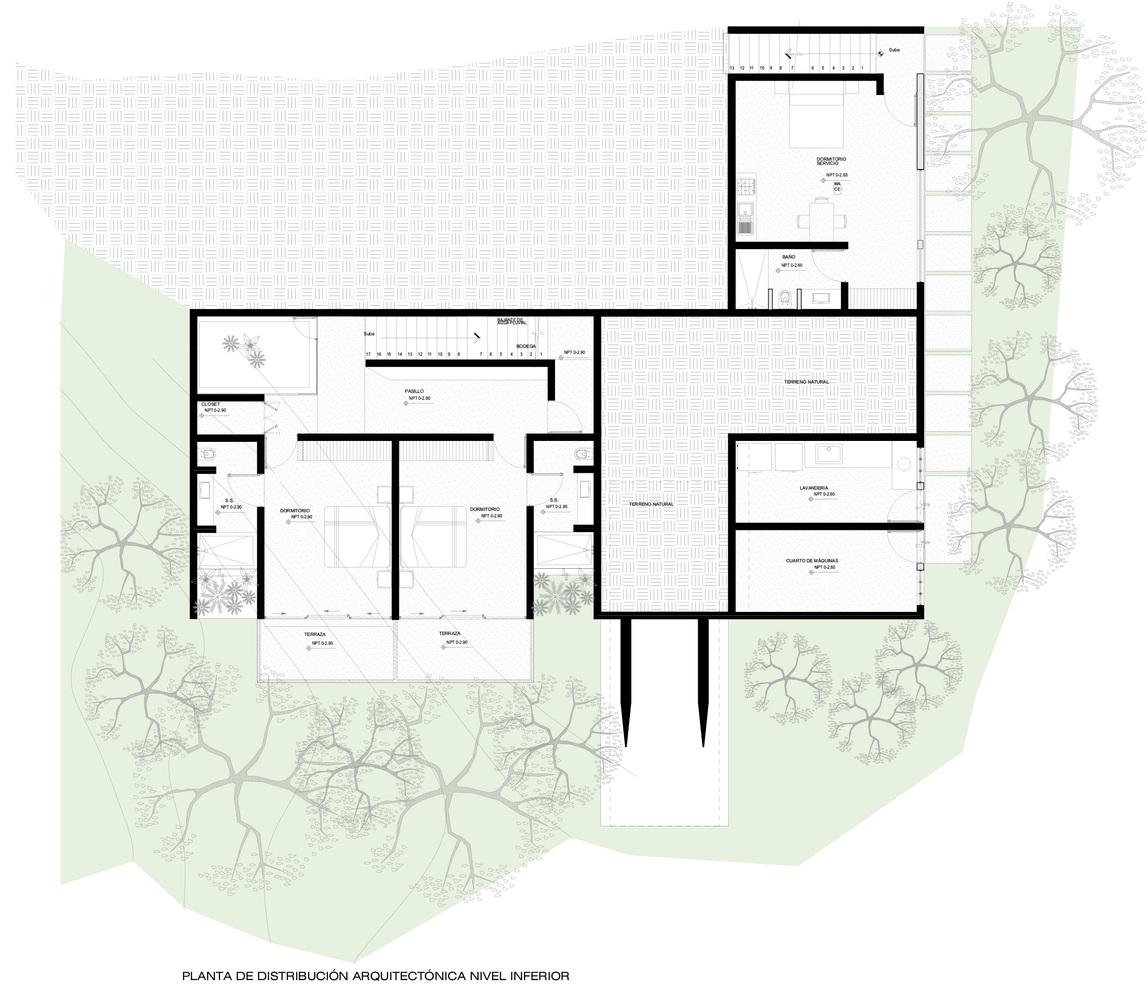 Sube
13 12 11 10 9 8 7 6 5 4 3 2 1
DORMITORIO
SERVICIO
NPT 0-2.60
BAÑO
NPT 0-2.60
BAJANTE DE
AGUA PLUVIAL
Sube
BODEGA
NPT 0-2.90
17 16 15 14 13 12 11 10 9 8 7 6 5 4 3 2 1
TERRENO NATURAL
PASILLO
NPT 0-2.90
CLOSET
NPT 0-2.90
LAVANDERIA
NPT 0-2.60
S.S.
NPT 0-2.90
DORMITORIO
NPT 0-2.90
DORMITORIO
NPT 0-2.90
S.S.
NPT 0-2.90
TERRENO NATURAL
CUARTO DE MÁQUINAS
NPT 0-2.60
TERRAZA
NPT 0-2.90
TERRAZA
NPT 0-2.90
PLANTA DE DISTRIBUCIÓN ARQUITECTÓNICA NIVEL INFERIOR